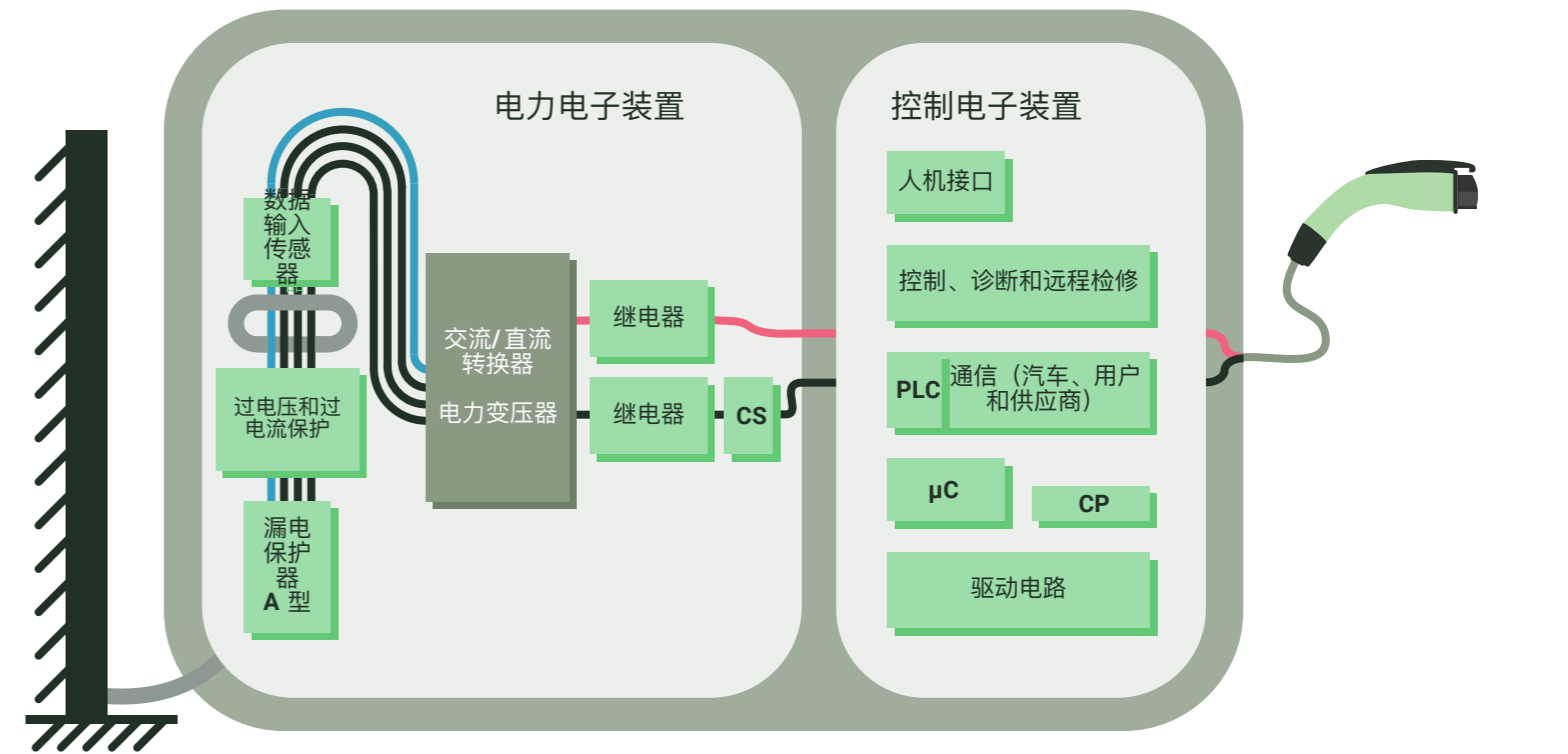 电力电子装置
数据
输入
传感
器
过电压和过
电流保护
漏电
保护
器
A 型
交流/直流
转换器
电力变压器
继电器
继电器
CS
控制电子装置
人机接口
控制、诊断和远程检修
PLC
通信（汽车、用户
和供应商）
µC
CP
驱动电路